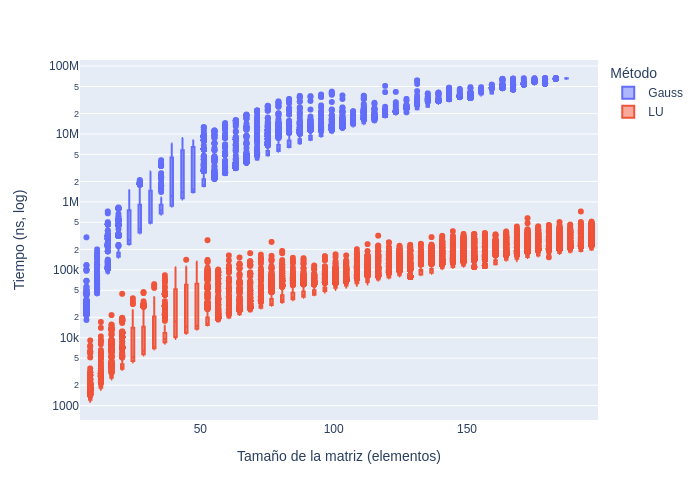 100M
5
2
10M
5
2
1M
5
2
100k
5
2
10k
5
2
1000
50
100
150
Tamaño de la matriz (elementos)
Tiempo (ns, log)
Método
Gauss
LU